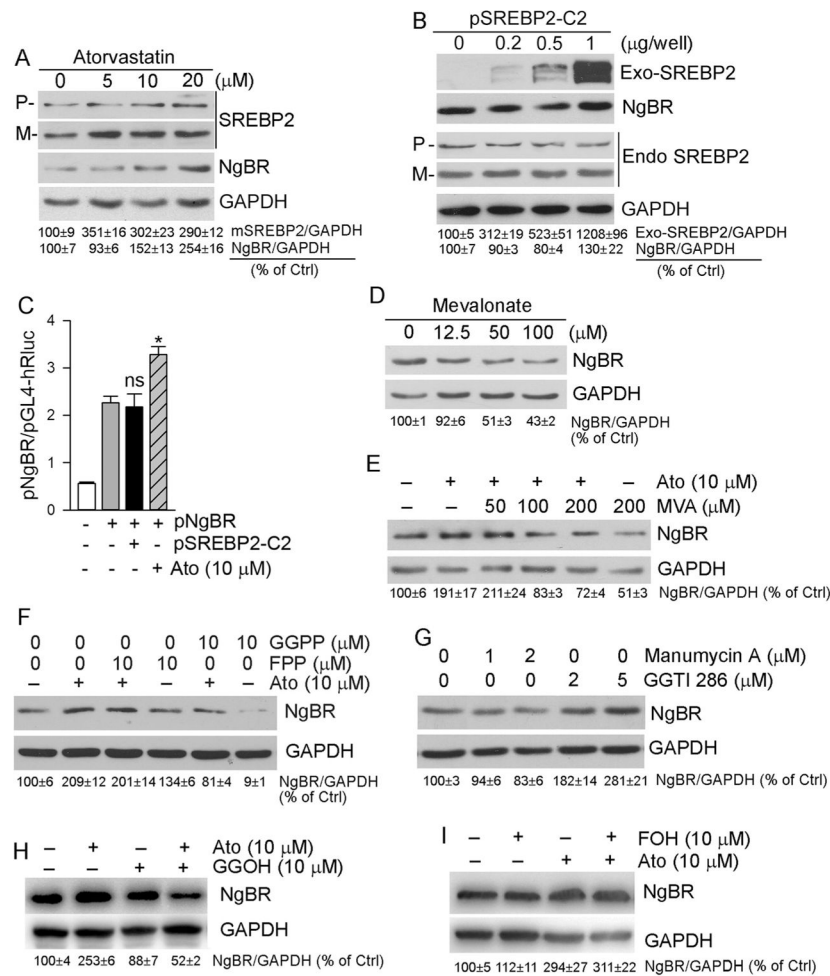 A
Atorvastatin
0 5 10 20 (μM)
P-
M-
SREBP2
NgBR
GAPDH
100±9 351±16 302±23 290±12 mSREBP2/GAPDH
100±7 93±6 152±13 254±16 NgBR/GAPDH
(% of Ctrl)
B
pSREBP2-C2
0 0.2 0.5 1 (μg/well)
Exo-SREBP2
NgBR
P -
M-
Endo SREBP2
GAPDH
100±5 312±19 523±51 1208±96 Exo-SREBP2/GAPDH
100±7 90±3 80±4 130±22 NgBR/GAPDH
(% of Ctrl)
C
pNgBR/pGL4-hRluc
4
3
2
1
0
ns
*
- + + + pNgBR
- - + - pSREBP2-C2
- - - + Ato (10 μM)
D
Mevalonate
0 12.5 50 100 (μM)
NgBR
GAPDH
100±1 92±6 51±3 43±2 NgBR/GAPDH
(% of Ctrl)
E
– + + + + – Ato (10 μM)
– – 50 100 200 200 MVA (μM)
NgBR
GAPDH
100±6 191±17 211±24 83±3 72±4 51±3 NgBR/GAPDH (% of Ctrl)
F
0 0 0 0 10 10 GGPP (μM)
0 0 10 10 0 0 FPP (μM)
– + + – + – Ato (10 μM)
NgBR
GAPDH
100±6 209±12 201±14 134±6 81±4 9±1 NgBR/GAPDH
(% of Ctrl)
G
0 1 2 0 0 Manumycin A (μM)
0 0 0 2 5 GGTI 286 (μM)
NgBR
GAPDH
100±3 94±6 83±6 182±14 281±21 NgBR/GAPDH (% of Ctrl)
H
– + – + Ato (10 μM)
– – + + GGOH (10 μM)
NgBR
GAPDH
100±4 253±6 88±7 52±2 NgBR/GAPDH (% of Ctrl)
I
– + – + FOH (10 μM)
– – + + Ato (10 μM)
NgBR
GAPDH
100±5 112±11 294±27 311±22 NgBR/GAPDH (% of Ctrl)